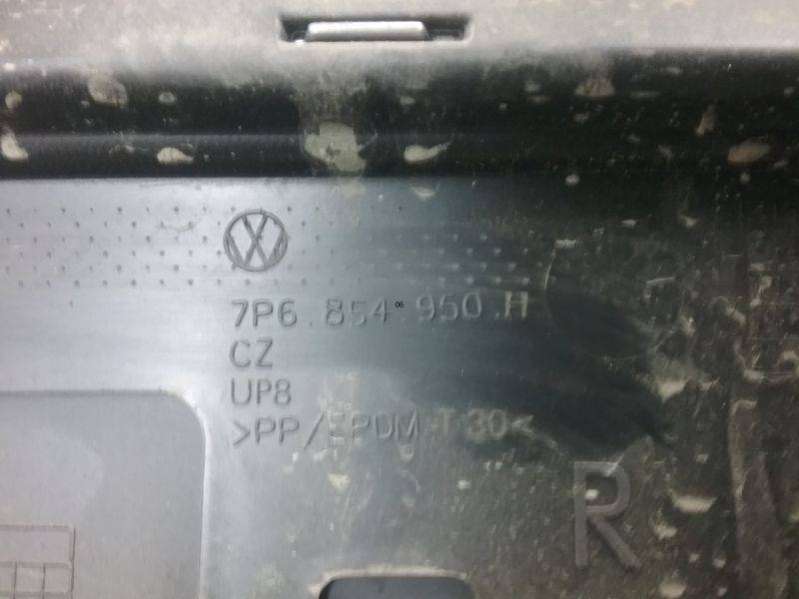 7P6.854.950.H
CZ
UP8
>PP/EPDM-T30<
R